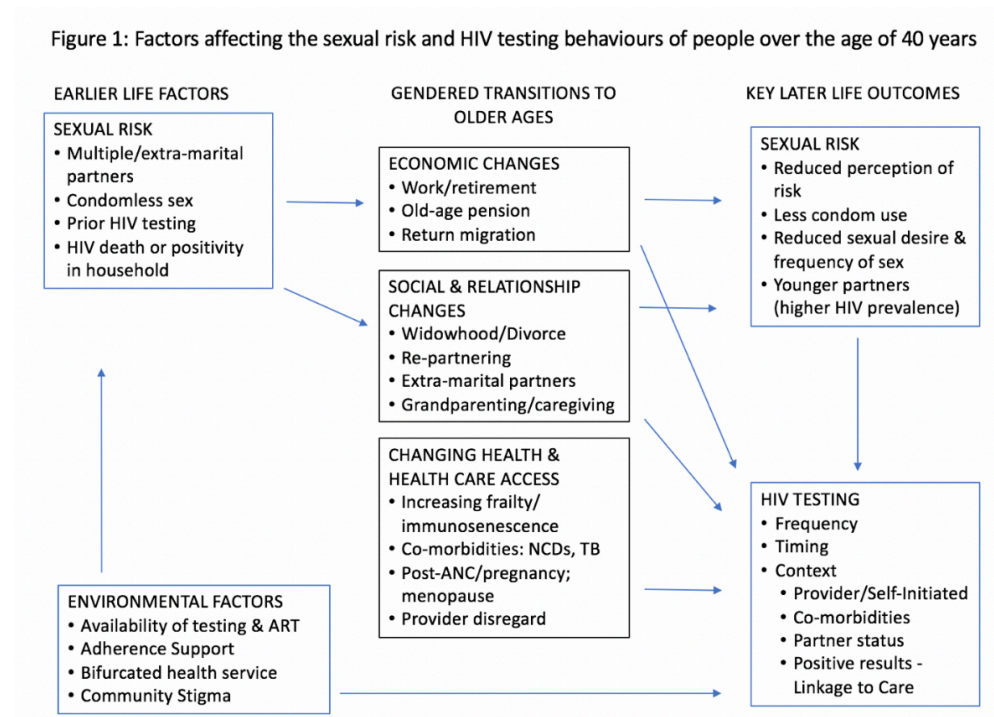 Figure 1: Factors affecting the sexual risk and HIV testing behaviours of people over the age of 40 years
EARLIER LIFE FACTORS
SEXUAL RISK
• Multiple/extra-marital
partners
• Condomless sex
• Prior HIV testing
• HIV death or positivity
in household
ENVIRONMENTAL FACTORS
• Availability of testing & ART
• Adherence Support
• Bifurcated health service
• Community Stigma
GENDERED TRANSITIONS TO
OLDER AGES
ECONOMIC CHANGES
• Work/retirement
• Old-age pension
• Return migration
SOCIAL & RELATIONSHIP
CHANGES
• Widowhood/Divorce
• Re-partnering
• Extra-marital partners
• Grandparenting/caregiving
CHANGING HEALTH &
HEALTH CARE ACCESS
• Increasing frailty/
immunosenescence
• Co-morbidities: NCDs, TB
• Post-ANC/pregnancy;
menopause
• Provider disregard
KEY LATER LIFE OUTCOMES
SEXUAL RISK
• Reduced perception of
risk
• Less condom use
• Reduced sexual desire &
frequency of sex
• Younger partners
(higher HIV prevalence)
HIV TESTING
• Frequency
• Timing
• Context
• Provider/Self-Initiated
• Co-morbidities
• Partner status
• Positive results -
Linkage to Care